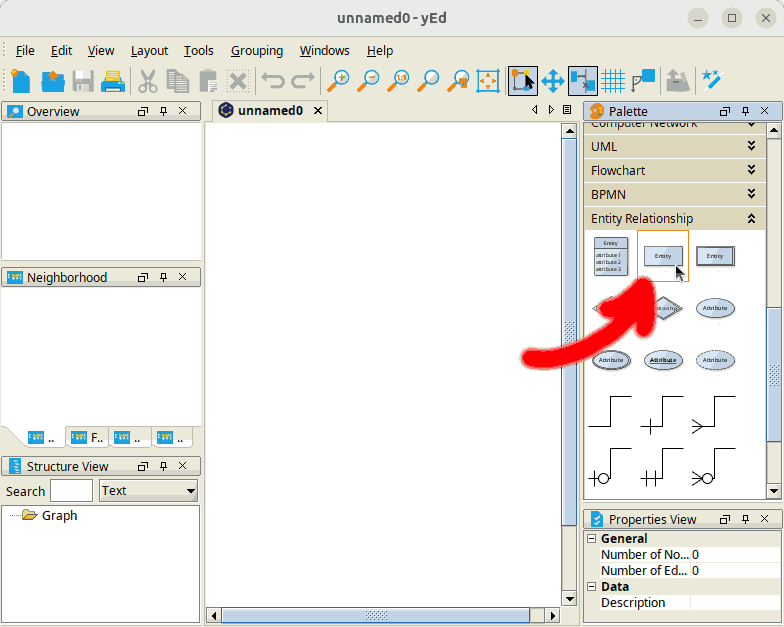 unnamed0 - yEd
File Edit View Layout Tools Grouping Windows Help
1:1
Overview
unnamed0
Palette
Computer Network
UML
Flowchart
BPMN
Entity Relationship
Entity
attribute 1
attribute 2
attribute 3
Entity
Entity
Attribute
Attribute
Attribute
Attribute
Neighborhood
..
F..
..
..
Structure View
Search
Text
Graph
Properties View
General
Number of No... 0
Number of Ed... 0
Data
Description